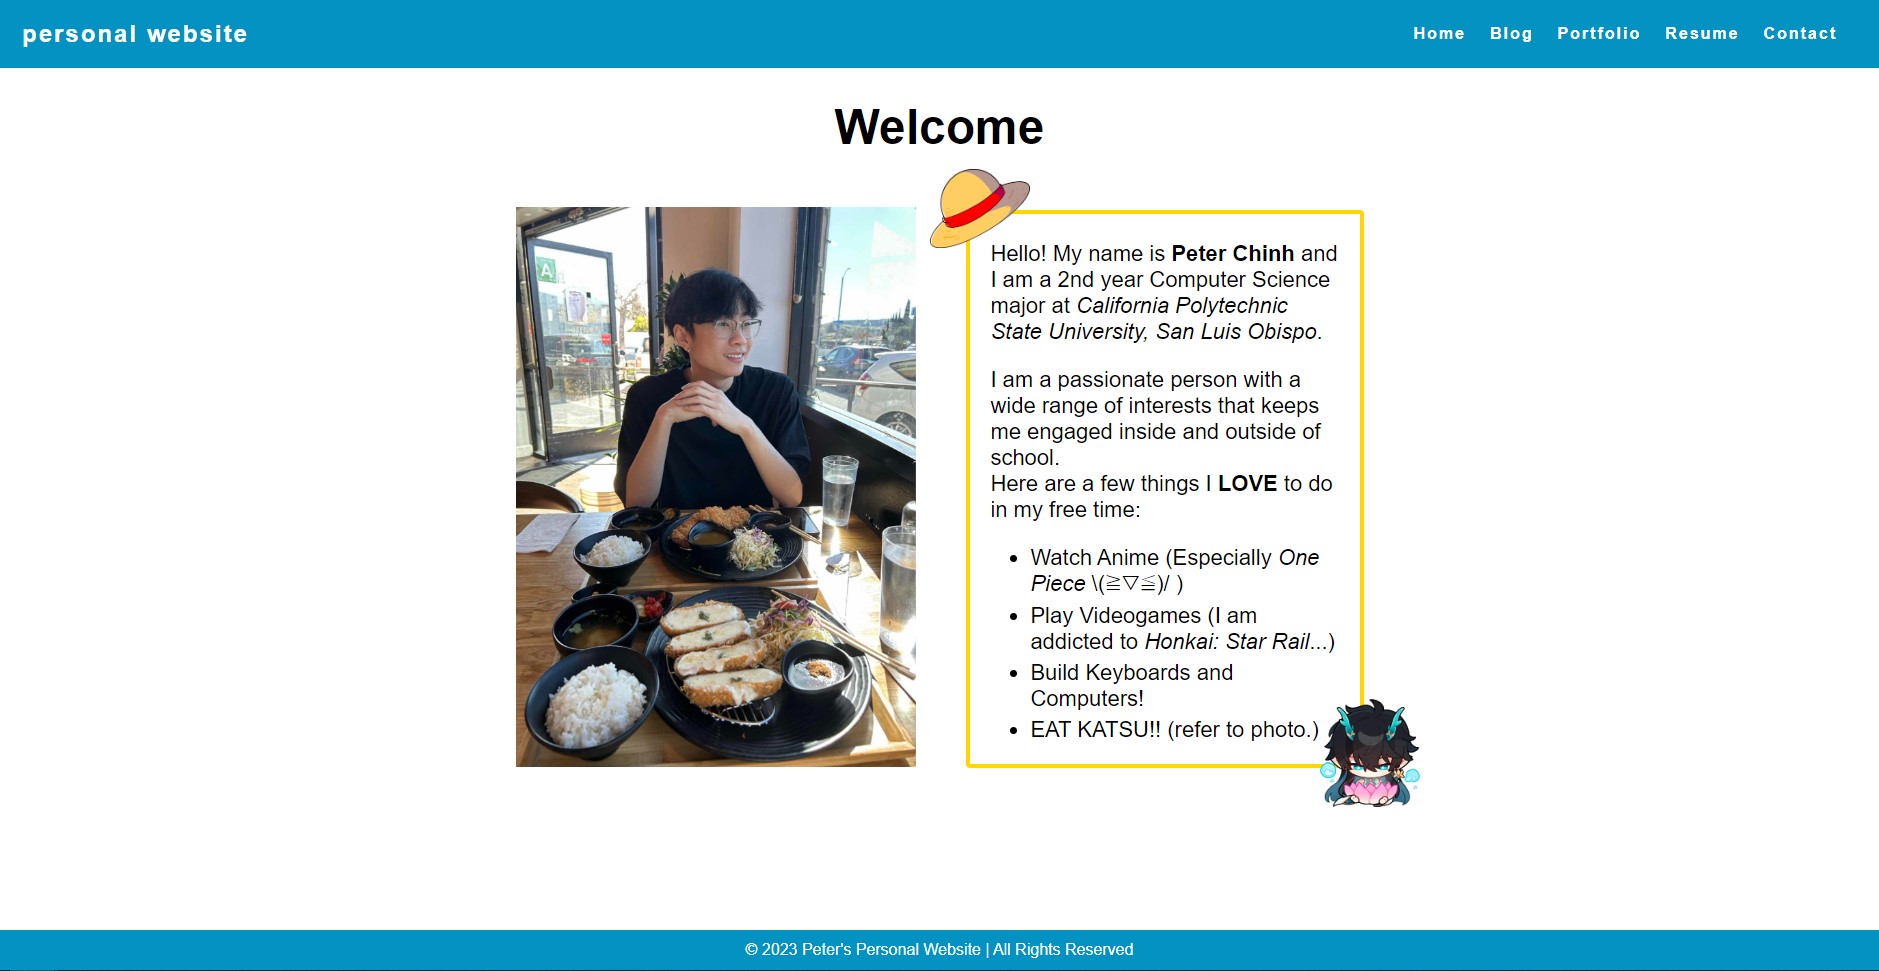 personal website
Home Blog Portfolio Resume Contact
Welcome
A
Hello! My name is Peter Chinh and
I am a 2nd year Computer Science
major at California Polytechnic
State University, San Luis Obispo.
I am a passionate person with a
wide range of interests that keeps
me engaged inside and outside of
school.
Here are a few things I LOVE to do
in my free time:
• Watch Anime (Especially One
Piece \(≧▽≦)/ )
• Play Videogames (I am
addicted to Honkai: Star Rail...)
• Build Keyboards and
Computers!
• EAT KATSU!! (refer to photo.)
© 2023 Peter's Personal Website | All Rights Reserved